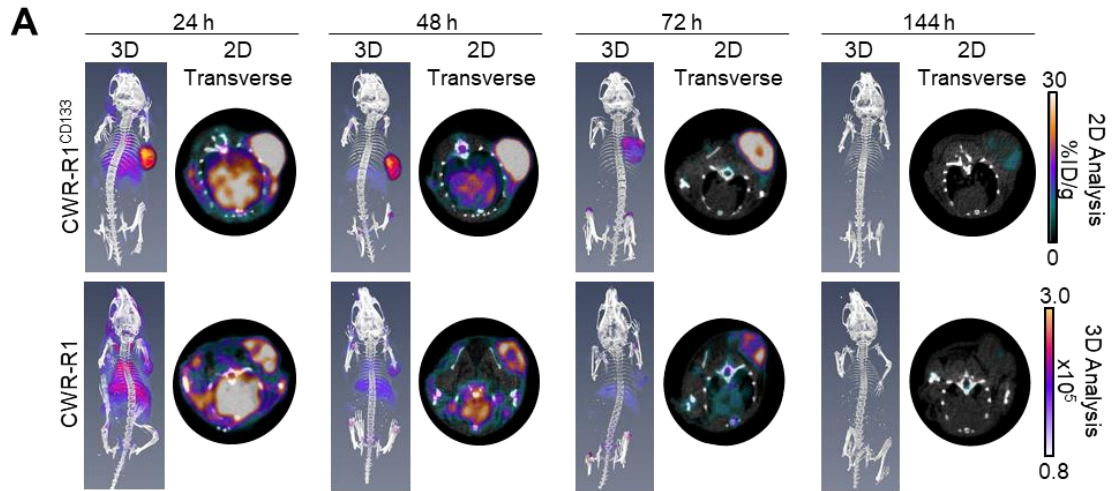 A
24 h 48 h 72 h 144 h
3D 2D 3D 2D 3D 2D 3D 2D
Transverse Transverse Transverse Transverse
CWR-R1CD133
30
2D Analysis
%ID/g
0
CWR-R1
3.0
3D Analysis
x10⁵
0.8